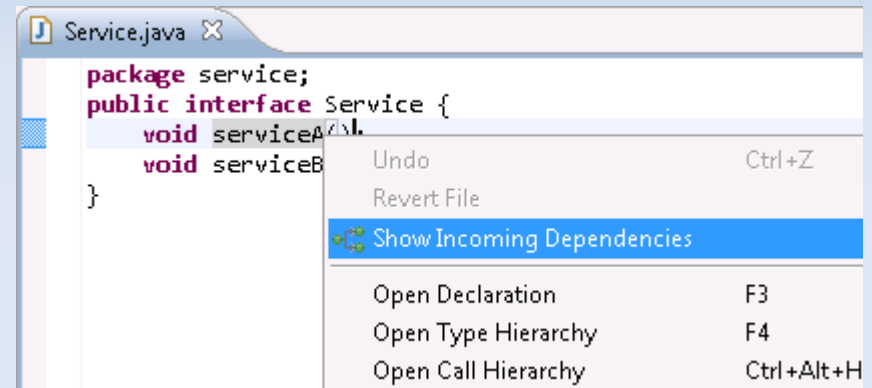 Service.java
package service;
public interface Service {
void serviceA()
void serviceB
}
Undo Ctrl+Z
Revert File
Show Incoming Dependencies
Open Declaration F3
Open Type Hierarchy F4
Open Call Hierarchy Ctrl+Alt+H